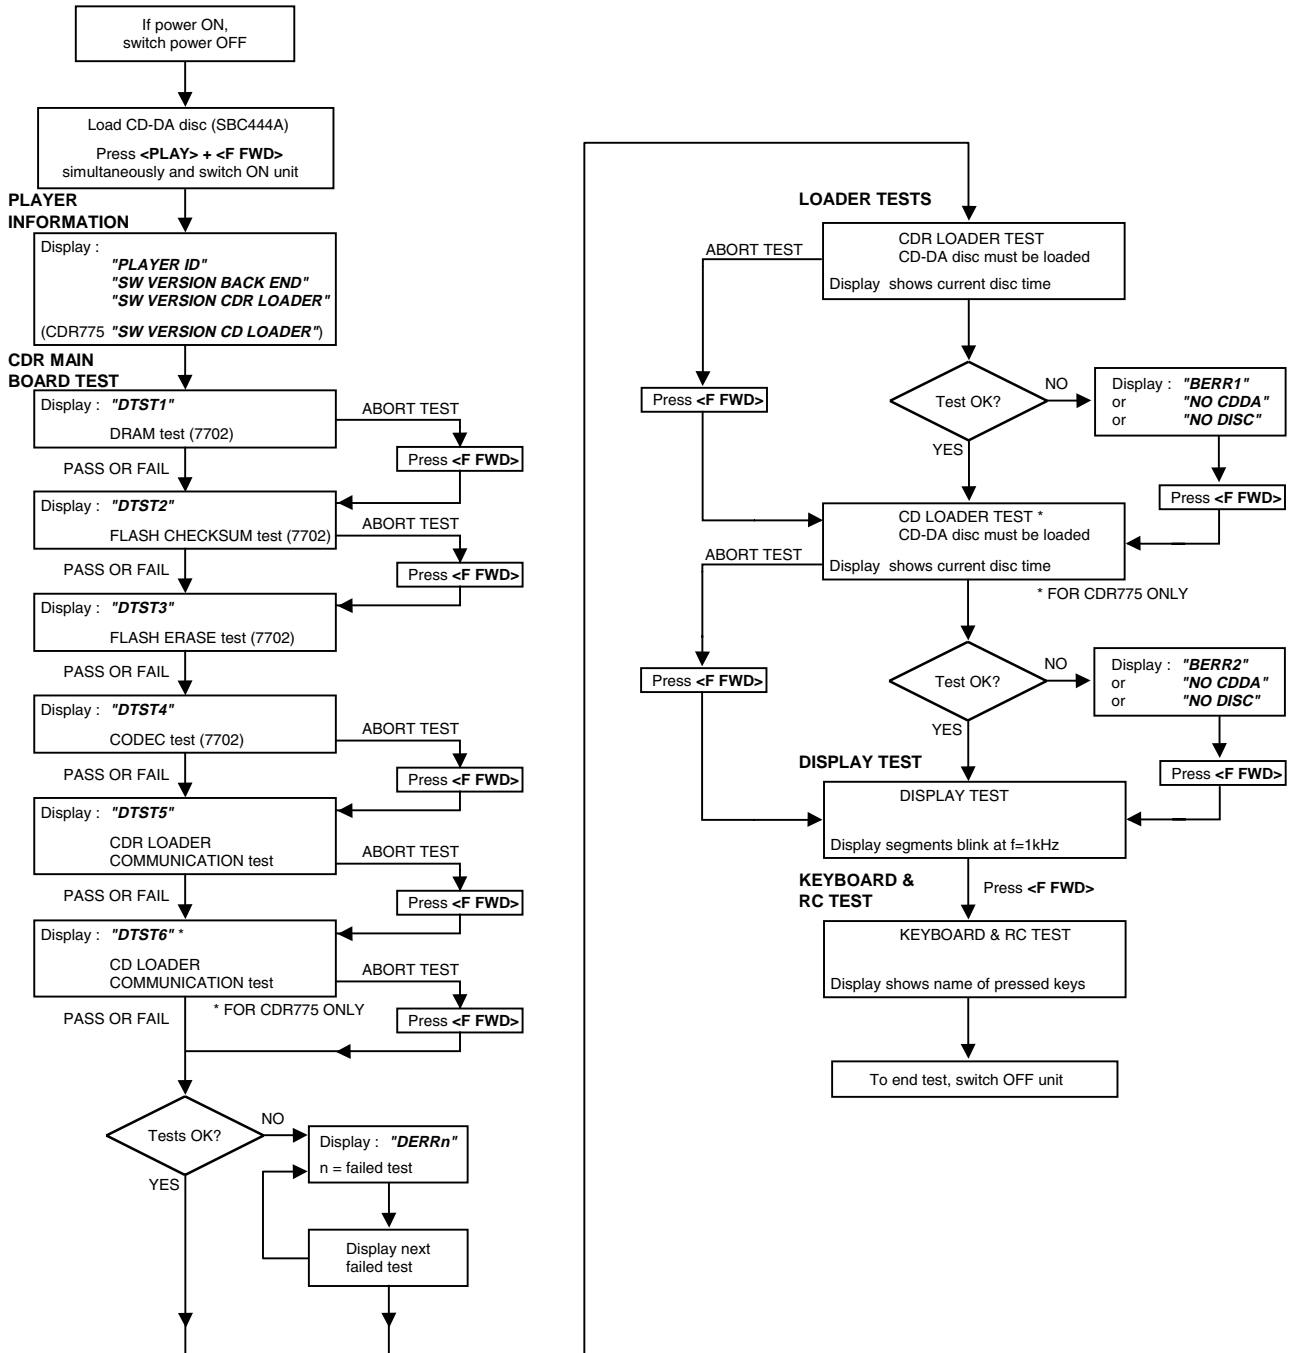 If power ON,
switch power OFF
Load CD-DA disc (SBC444A)
Press <PLAY> + <F FWD>
simultaneously and switch ON unit
PLAYER
INFORMATION
Display :
"PLAYER ID"
"SW VERSION BACK END"
"SW VERSION CDR LOADER"
(CDR775 "SW VERSION CD LOADER")
CDR MAIN
BOARD TEST
Display : "DTST1"
DRAM test (7702)
ABORT TEST
Press <F FWD>
PASS OR FAIL
Display : "DTST2"
FLASH CHECKSUM test (7702)
ABORT TEST
Press <F FWD>
PASS OR FAIL
Display : "DTST3"
FLASH ERASE test (7702)
PASS OR FAIL
Display : "DTST4"
CODEC test (7702)
ABORT TEST
Press <F FWD>
PASS OR FAIL
Display : "DTST5"
CDR LOADER
COMMUNICATION test
ABORT TEST
Press <F FWD>
PASS OR FAIL
Display : "DTST6" *
CD LOADER
COMMUNICATION test
ABORT TEST
* FOR CDR775 ONLY
Press <F FWD>
PASS OR FAIL
Tests OK?
NO
YES
Display : "DERRn"
n = failed test
Display next
failed test
LOADER TESTS
CDR LOADER TEST
CD-DA disc must be loaded
Display shows current disc time
ABORT TEST
Press <F FWD>
Test OK?
NO
YES
Display : "BERR1"
or "NO CDDA"
or "NO DISC"
Press <F FWD>
CD LOADER TEST *
CD-DA disc must be loaded
Display shows current disc time
* FOR CDR775 ONLY
ABORT TEST
Press <F FWD>
Test OK?
NO
YES
Display : "BERR2"
or "NO CDDA"
or "NO DISC"
Press <F FWD>
DISPLAY TEST
DISPLAY TEST
Display segments blink at f=1kHz
Press <F FWD>
KEYBOARD &
RC TEST
KEYBOARD & RC TEST
Display shows name of pressed keys
To end test, switch OFF unit